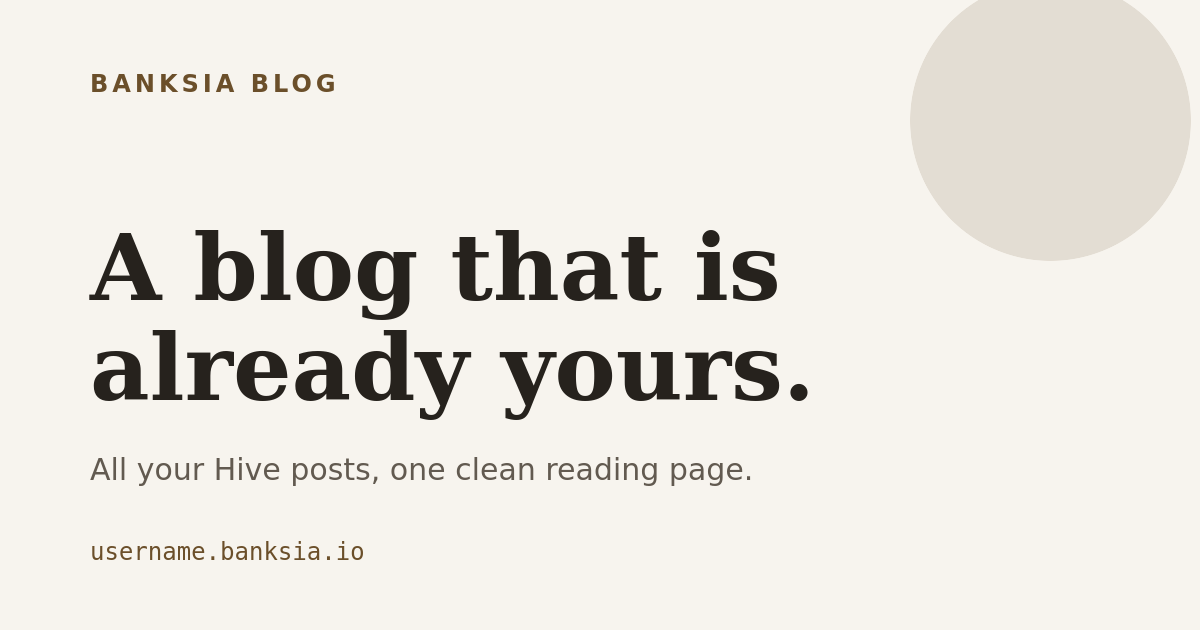 BANKSIA BLOG
A blog that is
already yours.
All your Hive posts, one clean reading page.
username.banksia.io